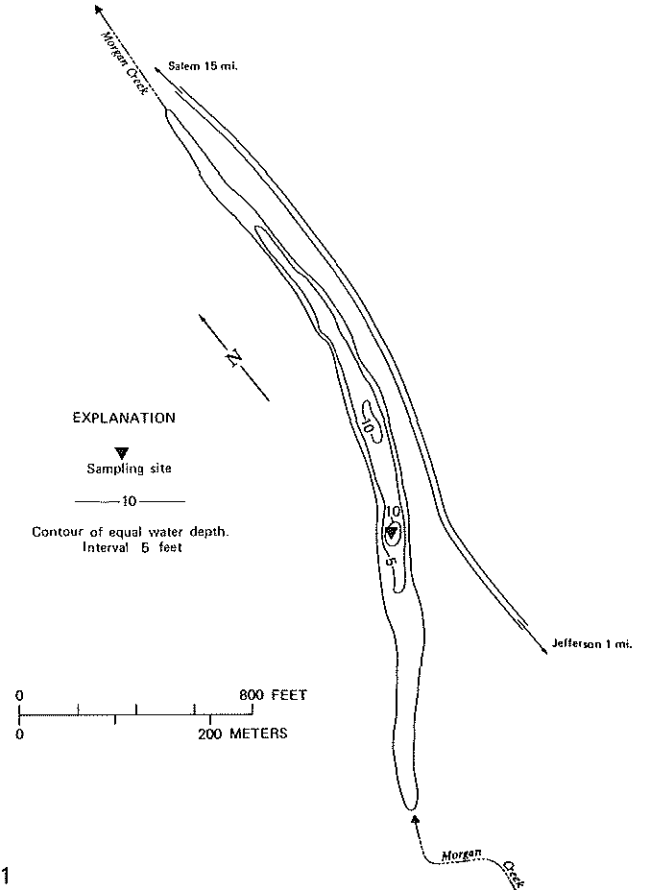 Morgan Creek
Salem 15 mi.
N
EXPLANATION
Sampling site
10
Contour of equal water depth.
Interval 5 feet
10
10
5
Jefferson 1 mi.
0 800 FEET
0 200 METERS
Morgan Creek
1